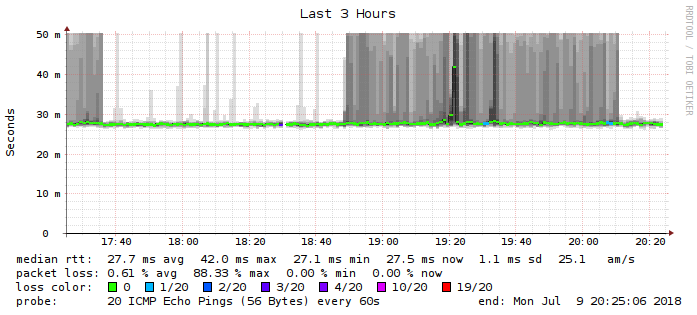 Last 3 Hours
RRDTOOL / TOBI OETIKER
Seconds
50 m
40 m
30 m
20 m
10 m
0
17:40 18:00 18:20 18:40 19:00 19:20 19:40 20:00 20:20
median rtt: 27.7 ms avg 42.0 ms max 27.1 ms min 27.5 ms now 1.1 ms sd 25.1 am/s
packet loss: 0.61 % avg 88.33 % max 0.00 % min 0.00 % now
loss color: 0 1/20 2/20 3/20 4/20 10/20 19/20
probe: 20 ICMP Echo Pings (56 Bytes) every 60s end: Mon Jul 9 20:25:06 2018